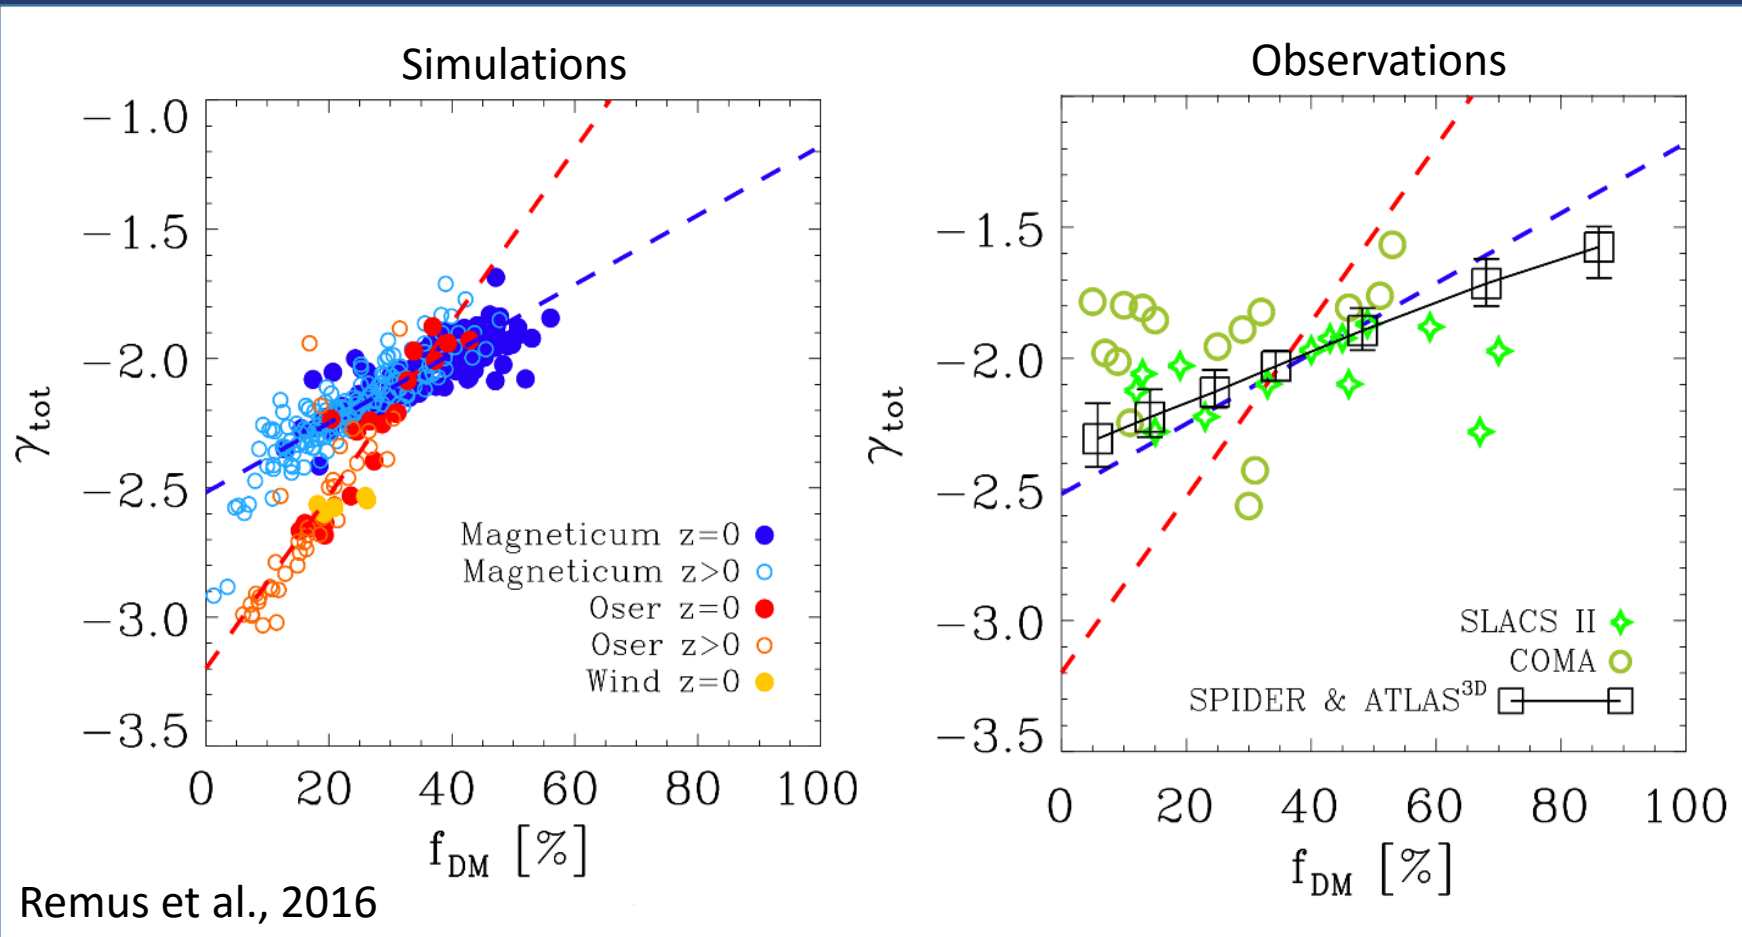 Simulations
−1.0
−1.5
−2.0
−2.5
−3.0
−3.5
γtot
Magneticum z=0
Magneticum z>0
Oser z=0
Oser z>0
Wind z=0
0 20 40 60 80 100
fDM [%]
Observations
−1.5
−2.0
−2.5
−3.0
−3.5
γtot
SLACS II
COMA
SPIDER & ATLAS3D
0 20 40 60 80 100
fDM [%]
Remus et al., 2016